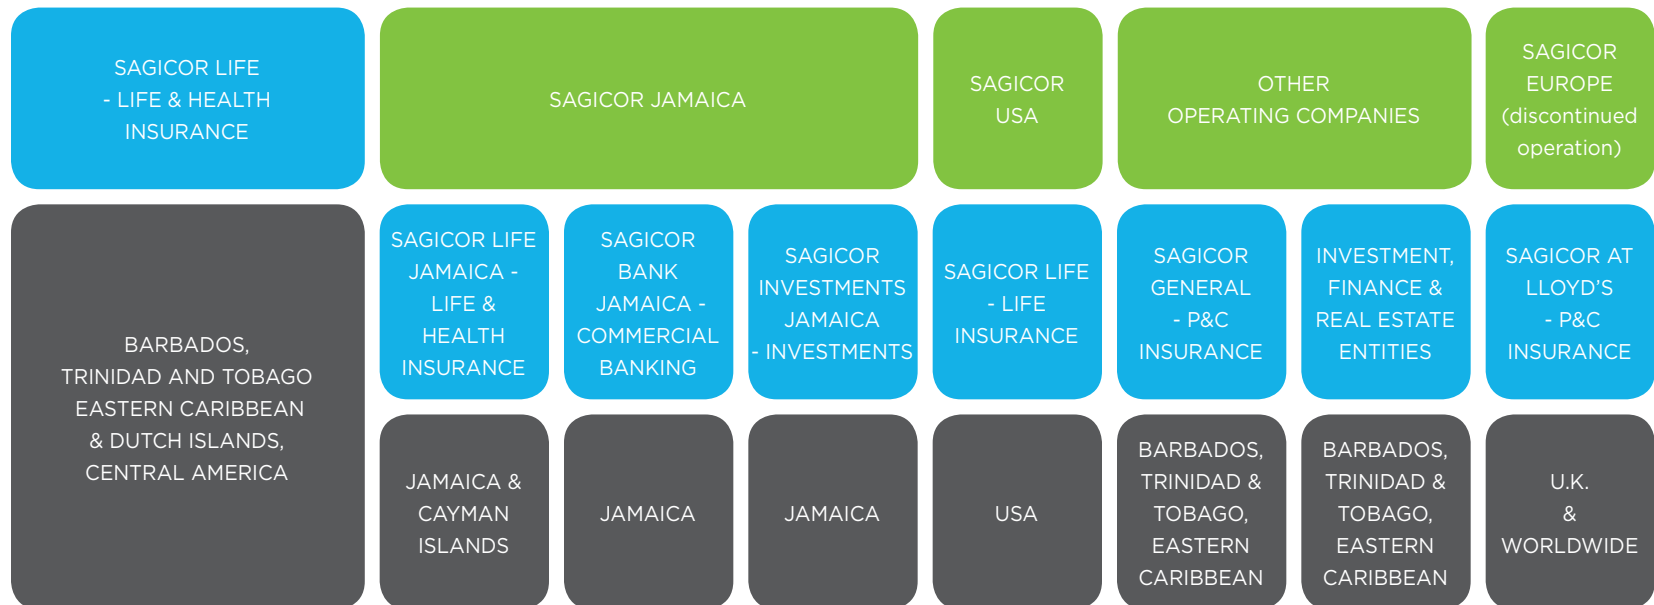 SAGICOR LIFE
- LIFE & HEALTH
INSURANCE
SAGICOR JAMAICA
SAGICOR
USA
OTHER
OPERATING COMPANIES
SAGICOR
EUROPE
(discontinued
operation)
BARBADOS,
TRINIDAD AND TOBAGO
EASTERN CARIBBEAN
& DUTCH ISLANDS,
CENTRAL AMERICA
SAGICOR LIFE
JAMAICA -
LIFE &
HEALTH
INSURANCE
SAGICOR
BANK
JAMAICA -
COMMERCIAL
BANKING
SAGICOR
INVESTMENTS
JAMAICA
- INVESTMENTS
SAGICOR LIFE
- LIFE
INSURANCE
SAGICOR
GENERAL
- P&C
INSURANCE
INVESTMENT,
FINANCE &
REAL ESTATE
ENTITIES
SAGICOR AT
LLOYD'S
- P&C
INSURANCE
JAMAICA &
CAYMAN
ISLANDS
JAMAICA
JAMAICA
USA
BARBADOS,
TRINIDAD &
TOBAGO,
EASTERN
CARIBBEAN
BARBADOS,
TRINIDAD &
TOBAGO,
EASTERN
CARIBBEAN
U.K.
&
WORLDWIDE